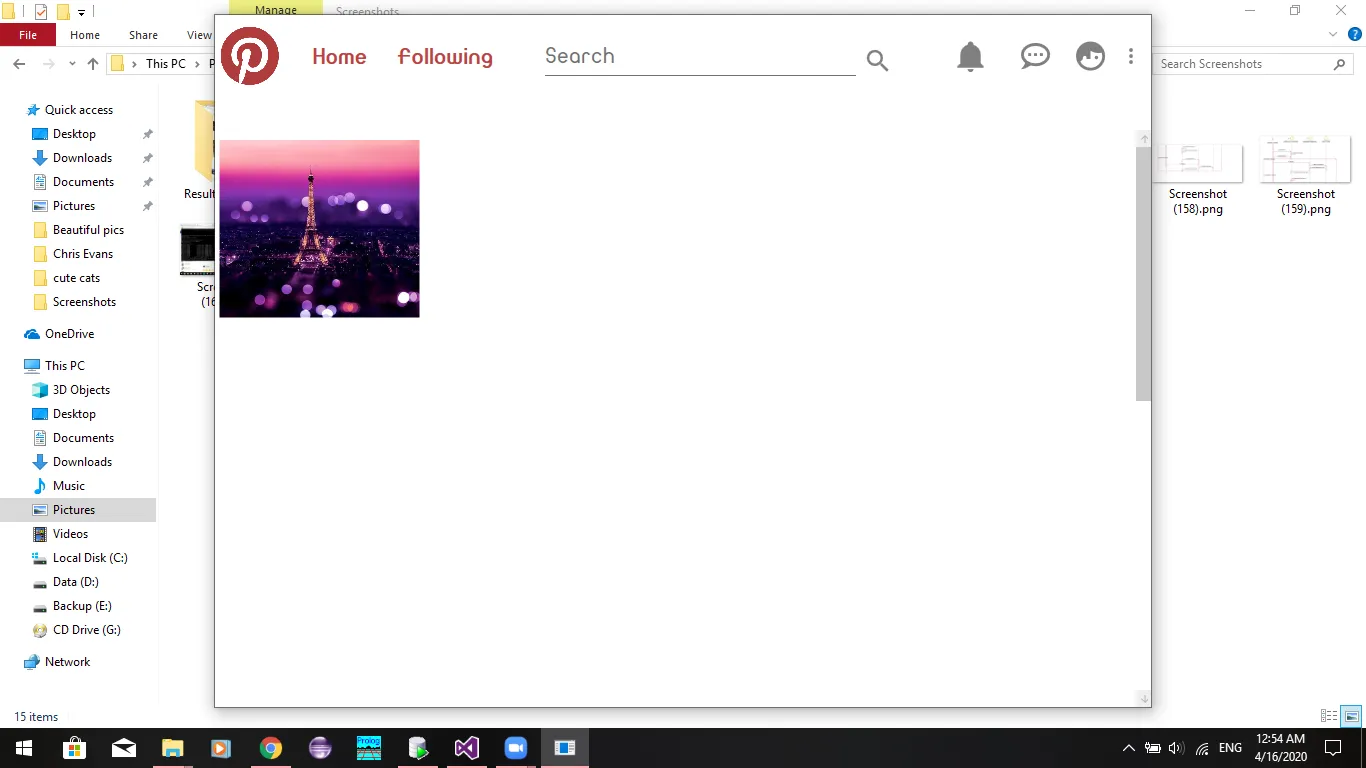 Manage
Screenshots
File
Home
Share
View
This PC
Search Screenshots
Home
Following
Search
Quick access
Desktop
Downloads
Documents
Pictures
Beautiful pics
Chris Evans
cute cats
Screenshots
OneDrive
This PC
3D Objects
Desktop
Documents
Downloads
Music
Pictures
Videos
Local Disk (C:)
Data (D:)
Backup (E:)
CD Drive (G:)
Network
Result
Screenshot
(158).png
Screenshot
(159).png
15 items
Prolog
ENG
12:54 AM
4/16/2020